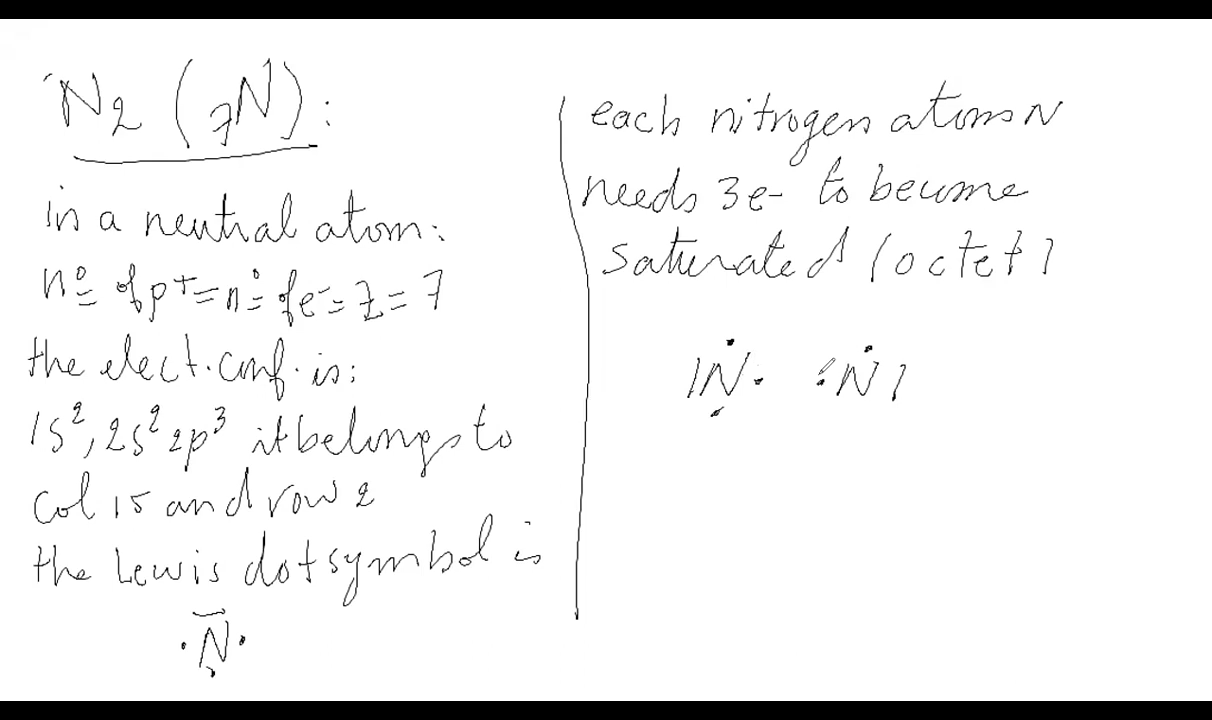 N₂ (₇N):
in a neutral atom:
nº of p⁺ = nº of e⁻ = Z = 7
the elect. conf. is:
1s², 2s² 2p³ it belongs to
col 15 and row 2
the Lewis dot symbol is
·N·
each nitrogen atoms N
needs 3e- to become
saturated (octet)
|N· :N|